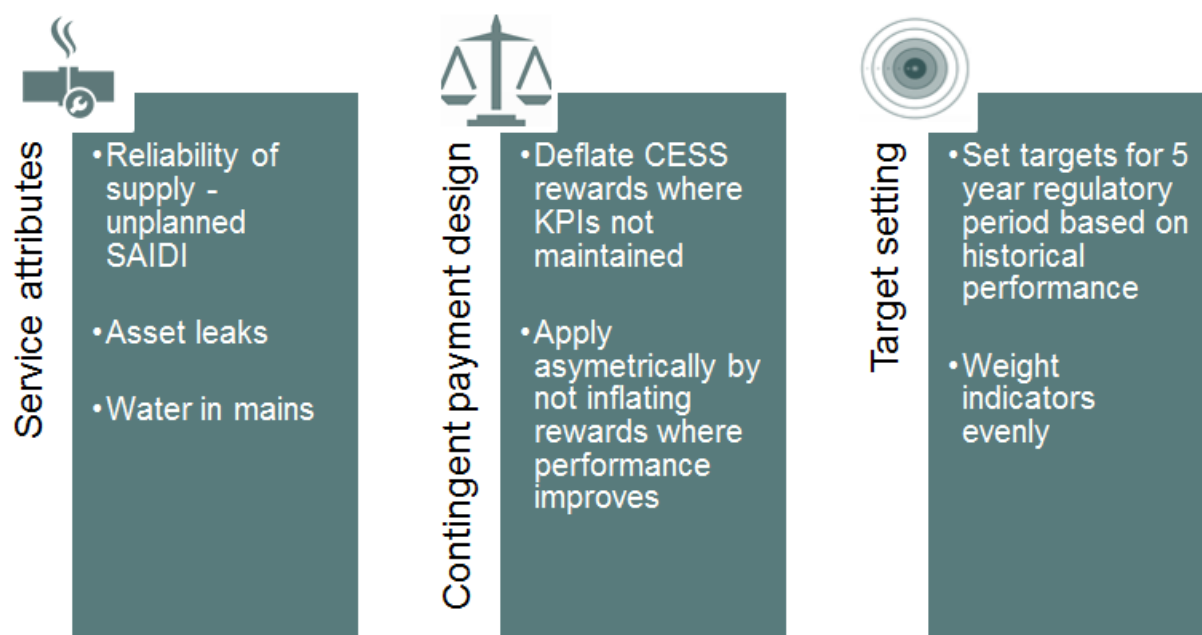 Service attributes
•Reliability of
supply -
unplanned
SAIDI
•Asset leaks
•Water in mains
Contingent payment design
•Deflate CESS
rewards where
KPIs not
maintained
•Apply
asymetrically by
not inflating
rewards where
performance
improves
Target setting
•Set targets for 5
year regulatory
period based on
historical
performance
•Weight
indicators
evenly